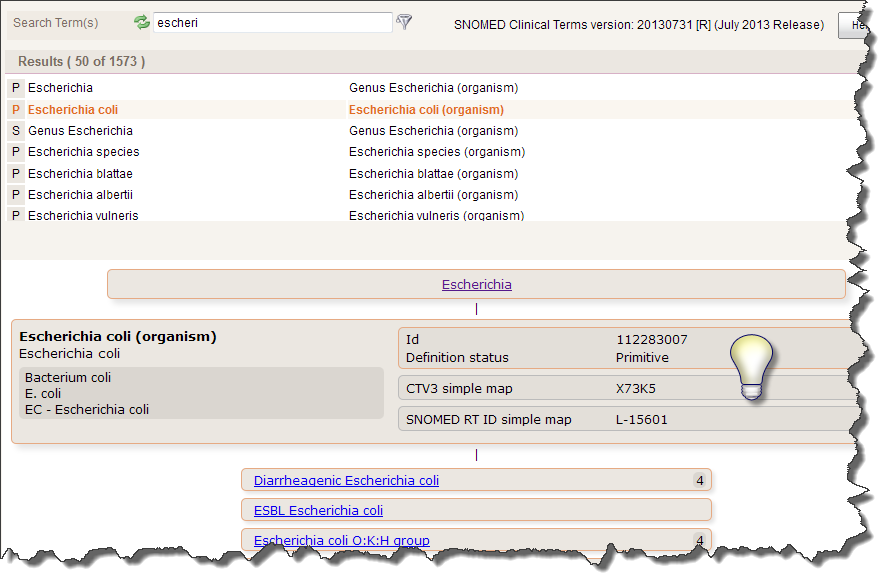 Search Term(s) escheri SNOMED Clinical Terms version: 20130731 [R] (July 2013 Release)
Results ( 50 of 1573 )
P Escherichia Genus Escherichia (organism)
P Escherichia coli Escherichia coli (organism)
S Genus Escherichia Genus Escherichia (organism)
P Escherichia species Escherichia species (organism)
P Escherichia blattae Escherichia blattae (organism)
P Escherichia albertii Escherichia albertii (organism)
P Escherichia vulneris Escherichia vulneris (organism)
Escherichia
Escherichia coli (organism)
Escherichia coli
Bacterium coli
E. coli
EC - Escherichia coli
Id 112283007
Definition status Primitive
CTV3 simple map X73K5
SNOMED RT ID simple map L-15601
Diarrheagenic Escherichia coli 4
ESBL Escherichia coli
Escherichia coli O:K:H group 4